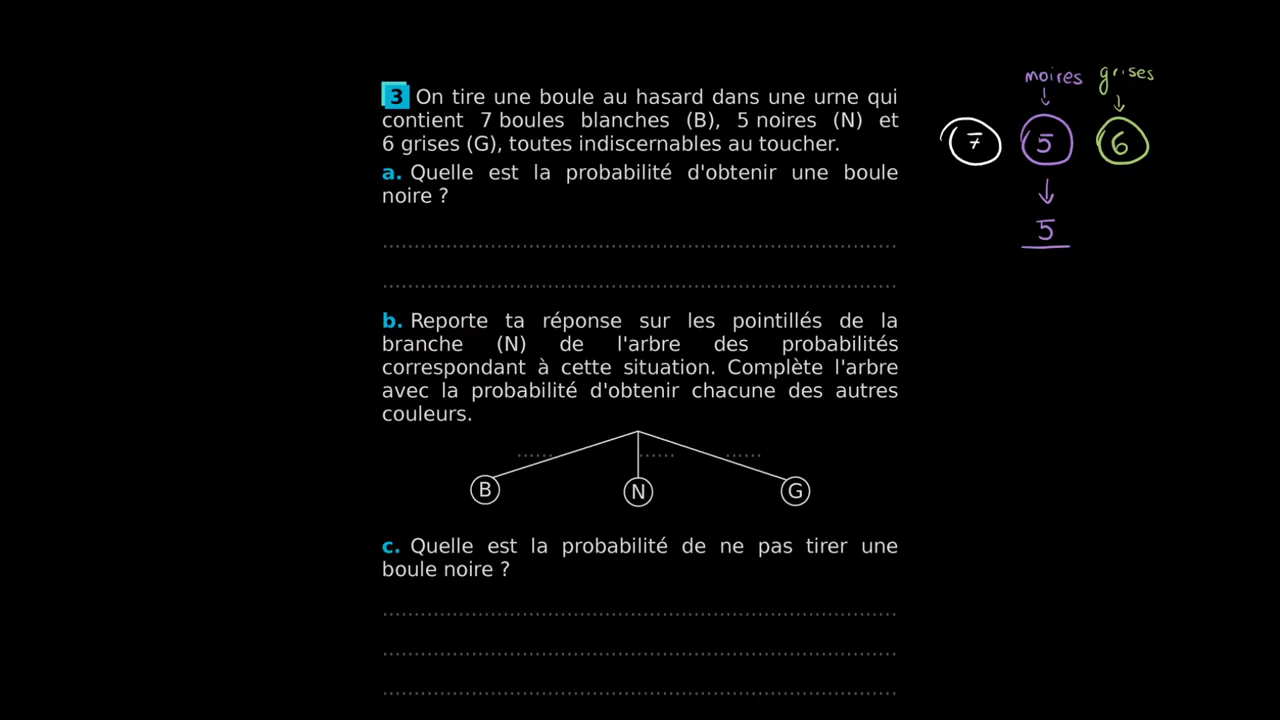 3 On tire une boule au hasard dans une urne qui
contient 7 boules blanches (B), 5 noires (N) et
6 grises (G), toutes indiscernables au toucher.
a. Quelle est la probabilité d'obtenir une boule
noire ?
b. Reporte ta réponse sur les pointillés de la
branche (N) de l'arbre des probabilités
correspondant à cette situation. Complète l'arbre
avec la probabilité d'obtenir chacune des autres
couleurs.
B N G
c. Quelle est la probabilité de ne pas tirer une
boule noire ?
noires grises
7 5 6
5